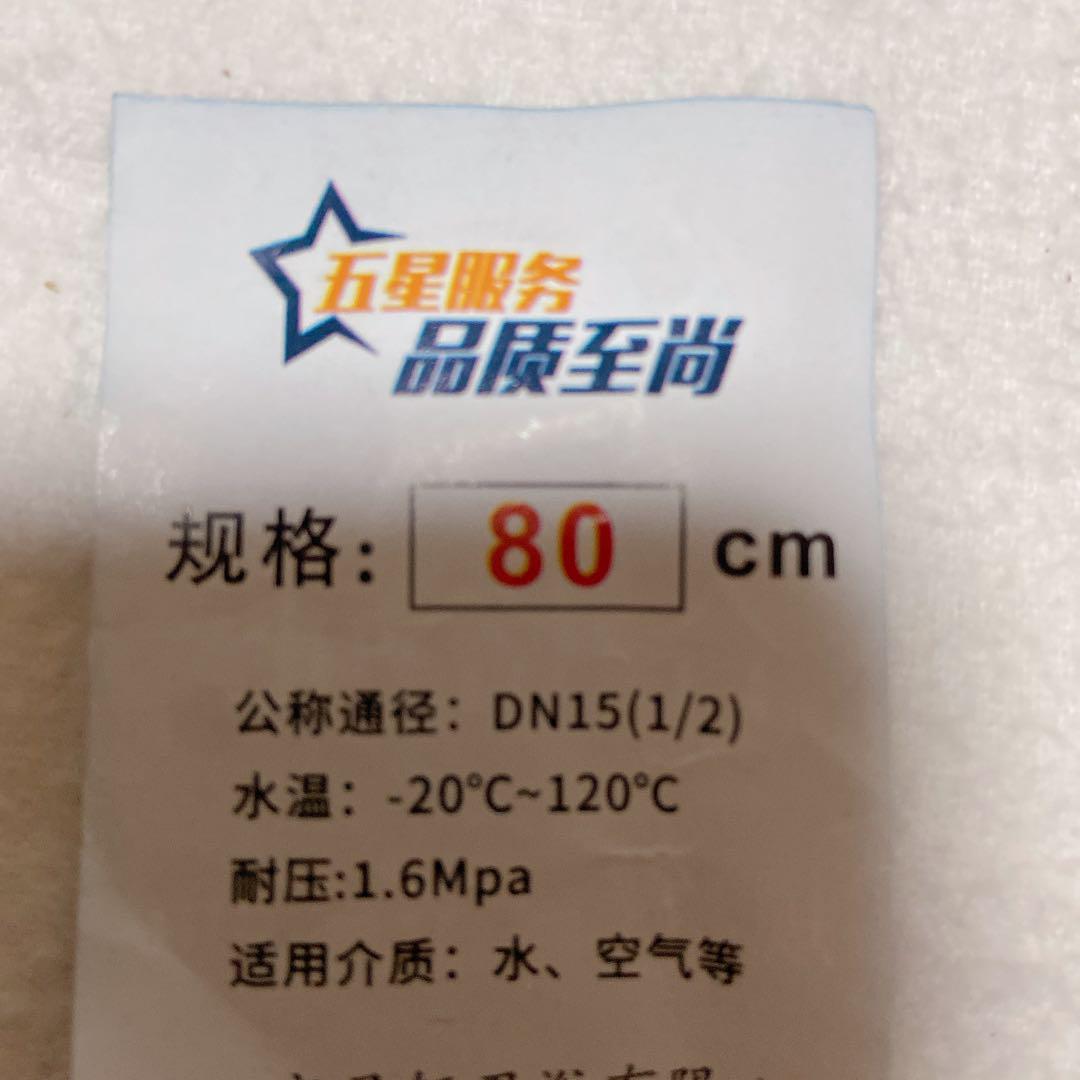 五星服务
品质至尚
规格: 80 cm
公称通径：DN15(1/2)
水温：-20℃~120℃
耐压:1.6Mpa
适用介质：水、空气等